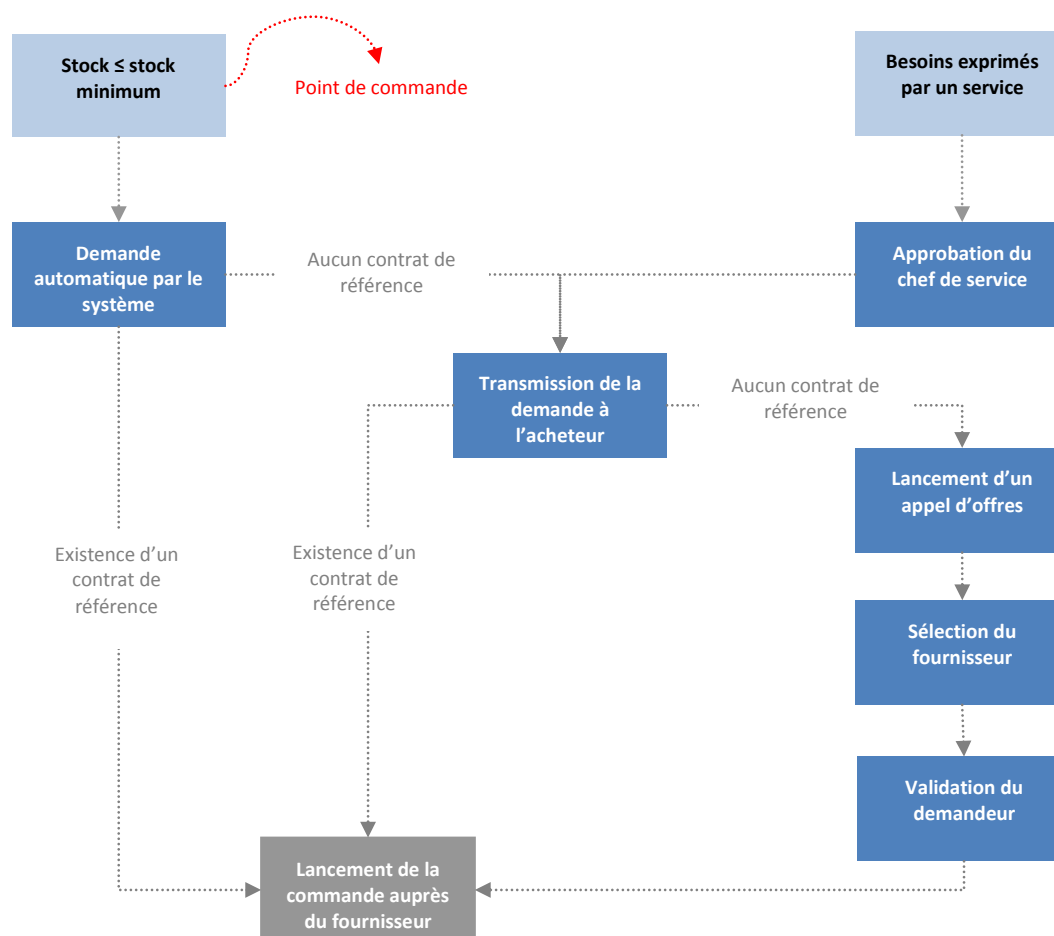 Stock ≤ stock
minimum
Point de commande
Besoins exprimés
par un service
Demande
automatique par le
système
Aucun contrat de
référence
Approbation du
chef de service
Transmission de la
demande à
l’acheteur
Aucun contrat de
référence
Lancement d’un
appel d’offres
Existence d’un
contrat de
référence
Existence d’un
contrat de
référence
Sélection du
fournisseur
Validation du
demandeur
Lancement de la
commande auprès
du fournisseur